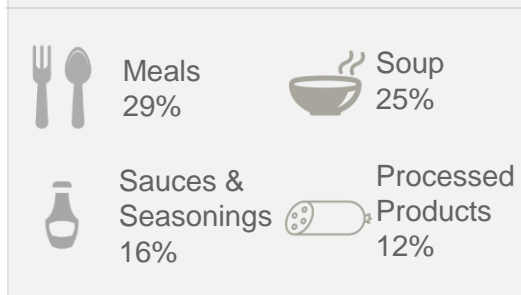 Meals
29%
Soup
25%
Sauces &
Seasonings
16%
Processed
Products
12%